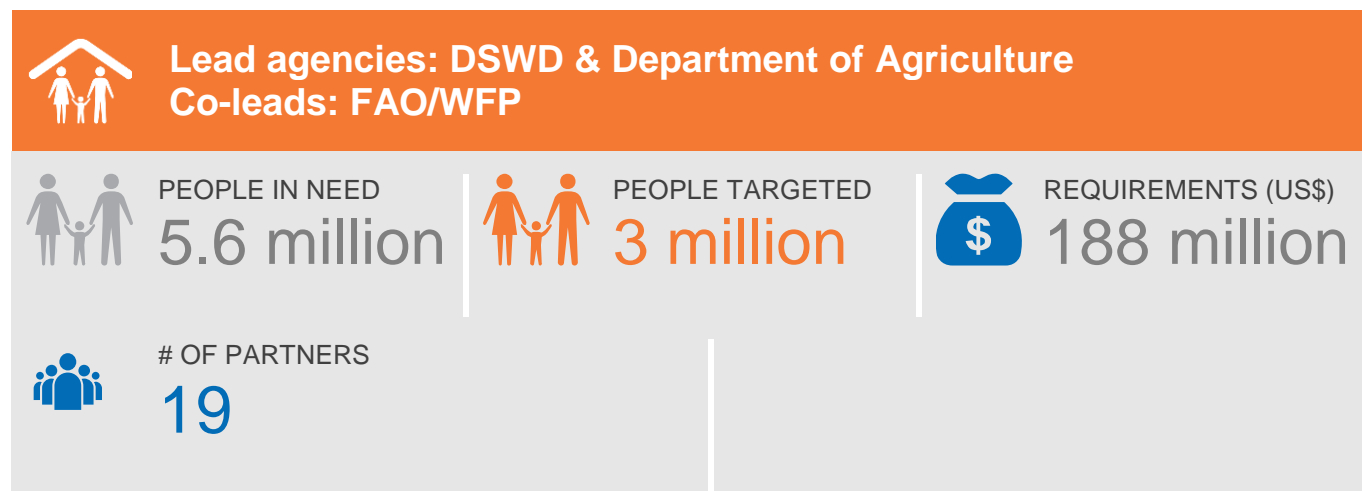 Lead agencies: DSWD & Department of Agriculture
Co-leads: FAO/WFP
PEOPLE IN NEED
5.6 million
PEOPLE TARGETED
3 million
REQUIREMENTS (US$)
$
188 million
# OF PARTNERS
19